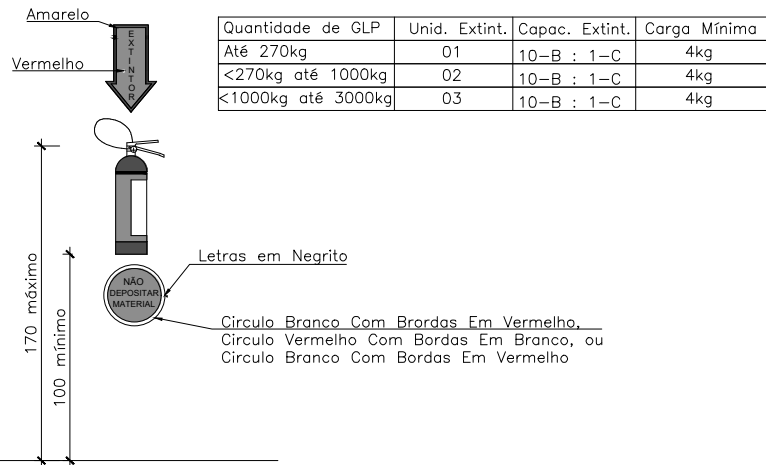 Amarelo
EXTINTOR
Vermelho
Quantidade de GLP Unid. Extint. Capac. Extint. Carga Mínima
Até 270kg 01 10-B : 1-C 4kg
<270kg até 1000kg 02 10-B : 1-C 4kg
<1000kg até 3000kg 03 10-B : 1-C 4kg
170 máximo
100 mínimo
Letras em Negrito
NÃO
DEPOSITAR
MATERIAL
Circulo Branco Com Brordas Em Vermelho,
Circulo Vermelho Com Bordas Em Branco, ou
Circulo Branco Com Bordas Em Vermelho